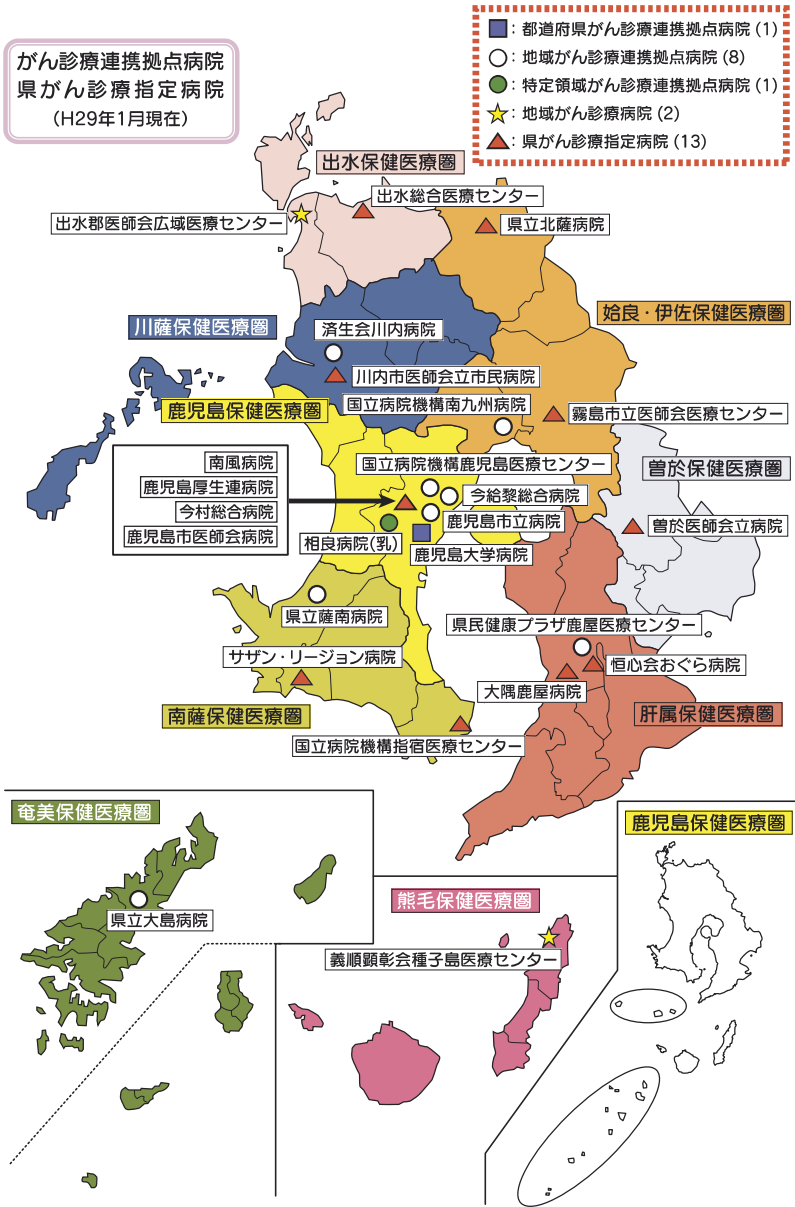 がん診療連携拠点病院
県がん診療指定病院
(H29年1月現在)
：都道府県がん診療連携拠点病院 (1)
：地域がん診療連携拠点病院 (8)
：特定領域がん診療連携拠点病院 (1)
：地域がん診療病院 (2)
：県がん診療指定病院 (13)
出水保健医療圏
出水総合医療センター
出水郡医師会広域医療センター
県立北薩病院
姶良・伊佐保健医療圏
川薩保健医療圏
済生会川内病院
川内市医師会立市民病院
鹿児島保健医療圏
国立病院機構南九州病院
霧島市立医師会医療センター
南風病院
鹿児島厚生連病院
今村総合病院
鹿児島市医師会病院
国立病院機構鹿児島医療センター
曽於保健医療圏
今給黎総合病院
鹿児島市立病院
曽於医師会立病院
相良病院(乳)
鹿児島大学病院
県立薩南病院
県民健康プラザ鹿屋医療センター
サザン・リージョン病院
恒心会おぐら病院
大隅鹿屋病院
南薩保健医療圏
肝属保健医療圏
国立病院機構指宿医療センター
奄美保健医療圏
鹿児島保健医療圏
熊毛保健医療圏
県立大島病院
義順顕彰会種子島医療センター